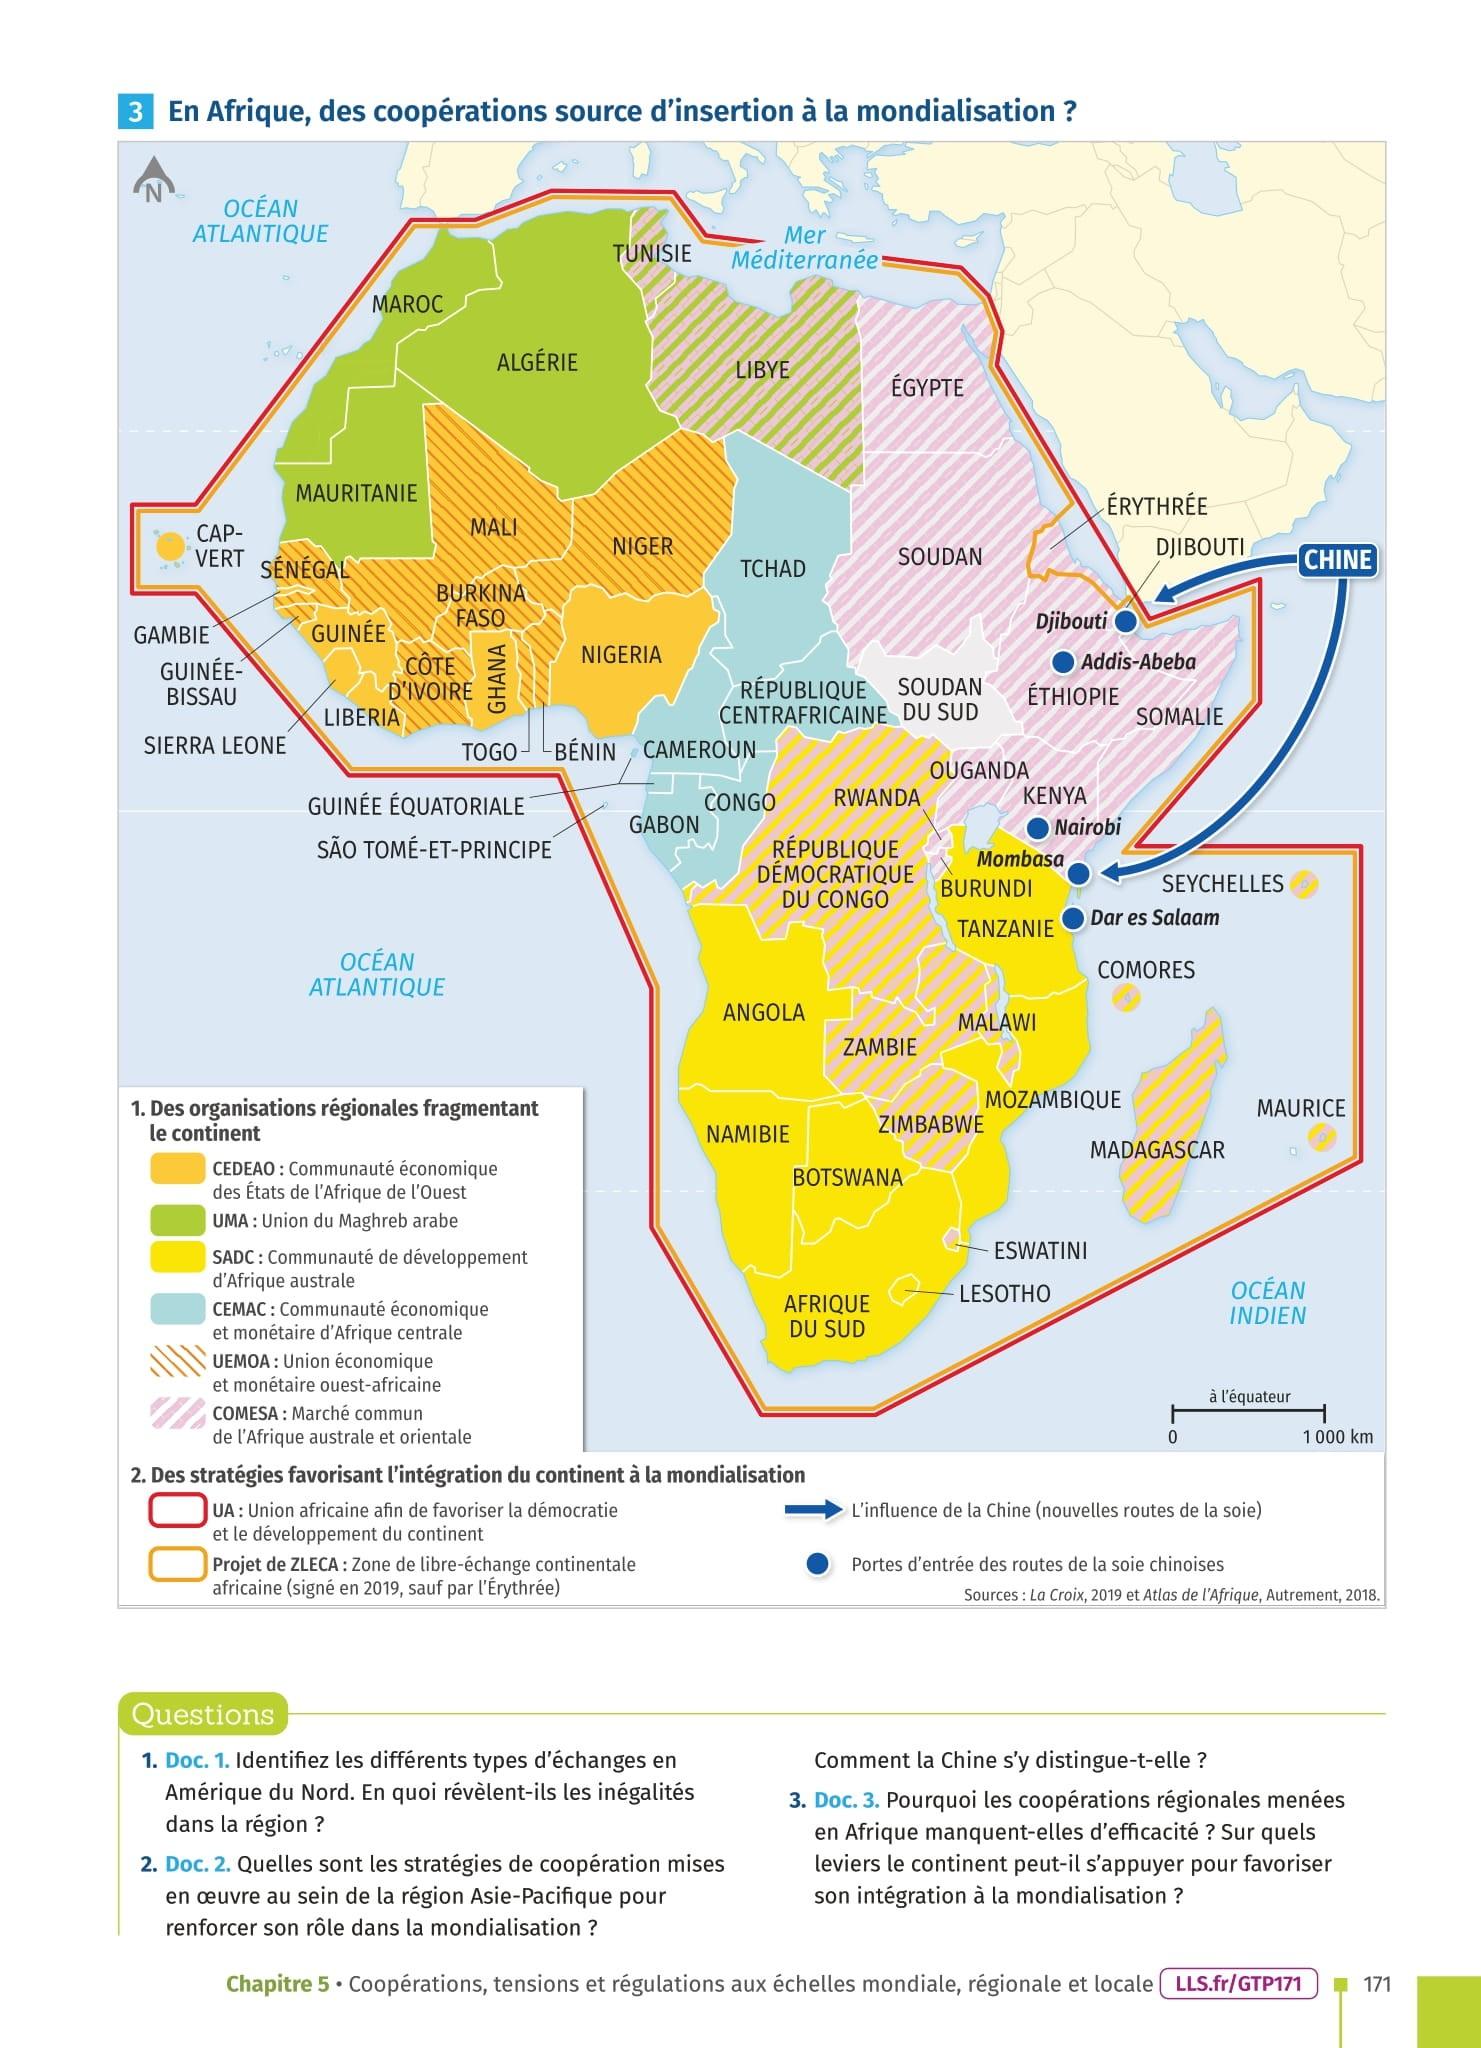 3 En Afrique, des coopérations source d'insertion à la mondialisation ?
N
OCÉAN
ATLANTIQUE
Mer
Méditerranée
TUNISIE
MAROC
ALGÉRIE
LIBYE
ÉGYPTE
MAURITANIE
CAP-
VERT
MALI
NIGER
TCHAD
SOUDAN
ÉRYTHRÉE
DJIBOUTI
CHINE
SÉNÉGAL
BURKINA
FASO
GAMBIE
GUINÉE
GUINÉE-
BISSAU
CÔTE
D'IVOIRE
GHANA
NIGERIA
Djibouti
Addis-Abeba
RÉPUBLIQUE
CENTRAFRICAINE
SOUDAN
DU SUD
ÉTHIOPIE
SOMALIE
LIBERIA
SIERRA LEONE
TOGO
BÉNIN
CAMEROUN
OUGANDA
KENYA
GUINÉE ÉQUATORIALE
CONGO
RWANDA
GABON
Nairobi
SÃO TOMÉ-ET-PRINCIPE
RÉPUBLIQUE
DÉMOCRATIQUE
DU CONGO
Mombasa
BURUNDI
SEYCHELLES
TANZANIE
Dar es Salaam
OCÉAN
ATLANTIQUE
COMORES
ANGOLA
MALAWI
ZAMBIE
MOZAMBIQUE
MAURICE
NAMIBIE
ZIMBABWE
MADAGASCAR
BOTSWANA
ESWATINI
LESOTHO
AFRIQUE
DU SUD
OCÉAN
INDIEN
à l'équateur
0 1 000 km
1. Des organisations régionales fragmentant
le continent
CEDEAO : Communauté économique
des États de l'Afrique de l'Ouest
UMA : Union du Maghreb arabe
SADC : Communauté de développement
d'Afrique australe
CEMAC : Communauté économique
et monétaire d'Afrique centrale
UEMOA : Union économique
et monétaire ouest-africaine
COMESA : Marché commun
de l'Afrique australe et orientale
2. Des stratégies favorisant l'intégration du continent à la mondialisation
UA : Union africaine afin de favoriser la démocratie
et le développement du continent
Projet de ZLECA : Zone de libre-échange continentale
africaine (signé en 2019, sauf par l'Érythrée)
L'influence de la Chine (nouvelles routes de la soie)
Portes d'entrée des routes de la soie chinoises
Sources : La Croix, 2019 et Atlas de l'Afrique, Autrement, 2018.
Questions
1. Doc. 1. Identifiez les différents types d'échanges en
Amérique du Nord. En quoi révèlent-ils les inégalités
dans la région ?
2. Doc. 2. Quelles sont les stratégies de coopération mises
en œuvre au sein de la région Asie-Pacifique pour
renforcer son rôle dans la mondialisation ?
Comment la Chine s'y distingue-t-elle ?
3. Doc. 3. Pourquoi les coopérations régionales menées
en Afrique manquent-elles d'efficacité ? Sur quels
leviers le continent peut-il s'appuyer pour favoriser
son intégration à la mondialisation ?
Chapitre 5 • Coopérations, tensions et régulations aux échelles mondiale, régionale et locale LLS.fr/GTP171 171